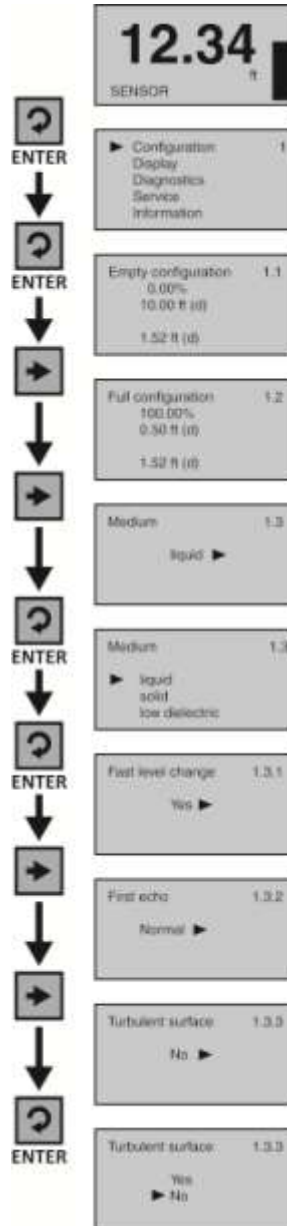 12.34
ft
SENSOR
ENTER
Configuration 1
Display
Diagnostics
Service
Information
ENTER
Empty configuration 1.1
0.00%
10.00 ft (d)
1.52 ft (d)
Full configuration 1.2
100.00%
0.50 ft (d)
1.52 ft (d)
Medium 1.3
liquid
ENTER
Medium 1.3
liquid
solid
low dielectric
ENTER
Fast level change 1.3.1
Yes
First echo 1.3.2
Normal
Turbulent surface 1.3.3
No
ENTER
Turbulent surface 1.3.3
Yes
No